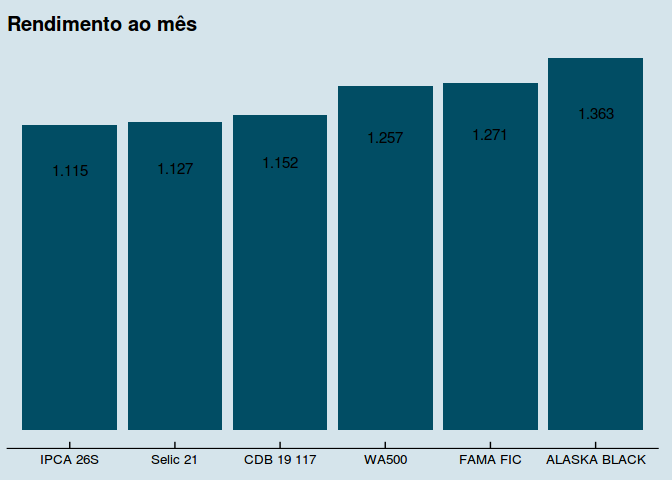 Rendimento ao mês
1.115
1.127
1.152
1.257
1.271
1.363
IPCA 26S
Selic 21
CDB 19 117
WA500
FAMA FIC
ALASKA BLACK